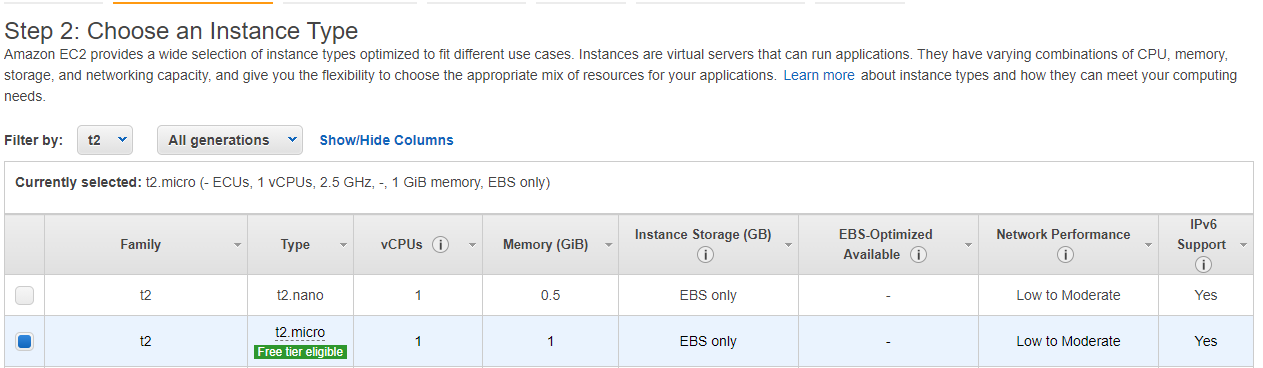 Step 2: Choose an Instance Type
Amazon EC2 provides a wide selection of instance types optimized to fit different use cases. Instances are virtual servers that can run applications. They have varying combinations of CPU, memory,
storage, and networking capacity, and give you the flexibility to choose the appropriate mix of resources for your applications. Learn more about instance types and how they can meet your computing
needs.
Filter by: t2 All generations Show/Hide Columns
Currently selected: t2.micro (- ECUs, 1 vCPUs, 2.5 GHz, -, 1 GiB memory, EBS only)
Family Type vCPUs i Memory (GiB) Instance Storage (GB) i EBS-Optimized Available i Network Performance i IPv6 Support i
t2 t2.nano 1 0.5 EBS only - Low to Moderate Yes
t2 t2.micro 1 1 EBS only - Low to Moderate Yes
Free tier eligible